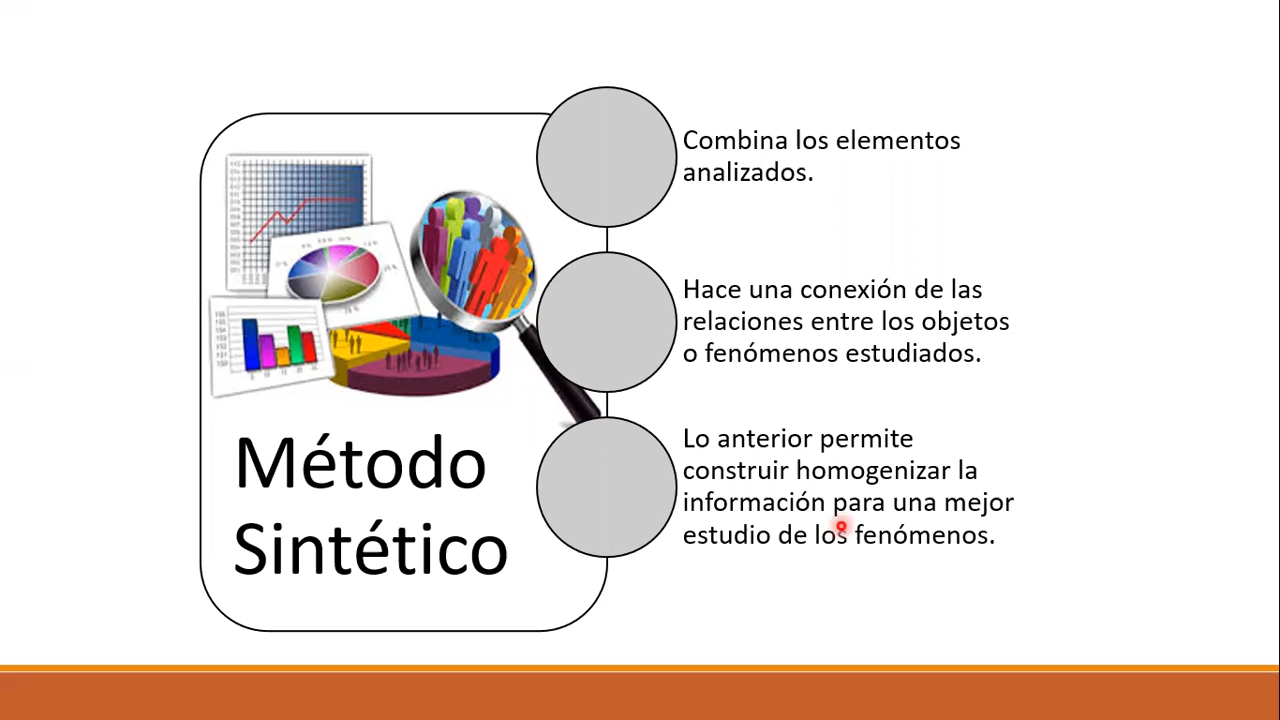 Combina los elementos
analizados.
Hace una conexión de las
relaciones entre los objetos
o fenómenos estudiados.
Lo anterior permite
construir homogenizar la
información para una mejor
estudio de los fenómenos.
Método
Sintético